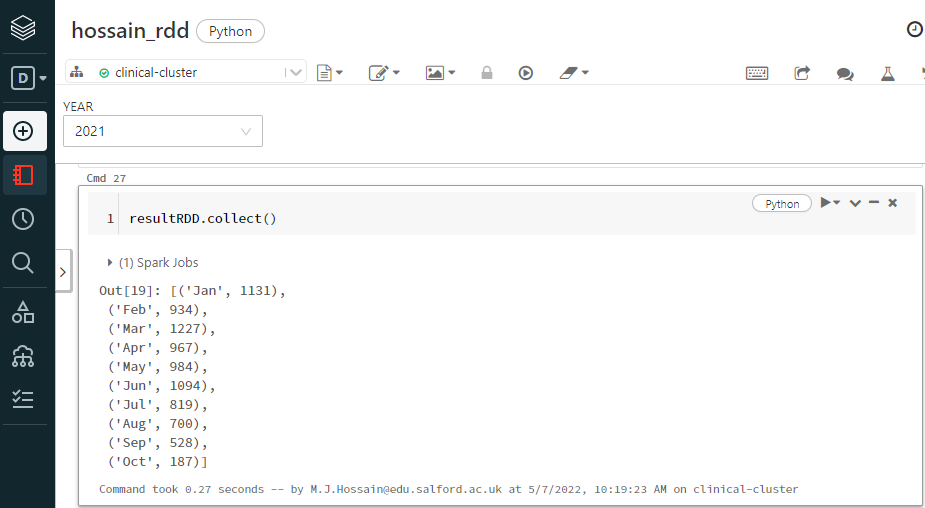 hossain_rdd Python
D
clinical-cluster
YEAR
2021
Cmd 27
Python
1 resultRDD.collect()
(1) Spark Jobs
Out[19]: [('Jan', 1131),
('Feb', 934),
('Mar', 1227),
('Apr', 967),
('May', 984),
('Jun', 1094),
('Jul', 819),
('Aug', 700),
('Sep', 528),
('Oct', 187)]
Command took 0.27 seconds -- by M.J.Hossain@edu.salford.ac.uk at 5/7/2022, 10:19:23 AM on clinical-cluster